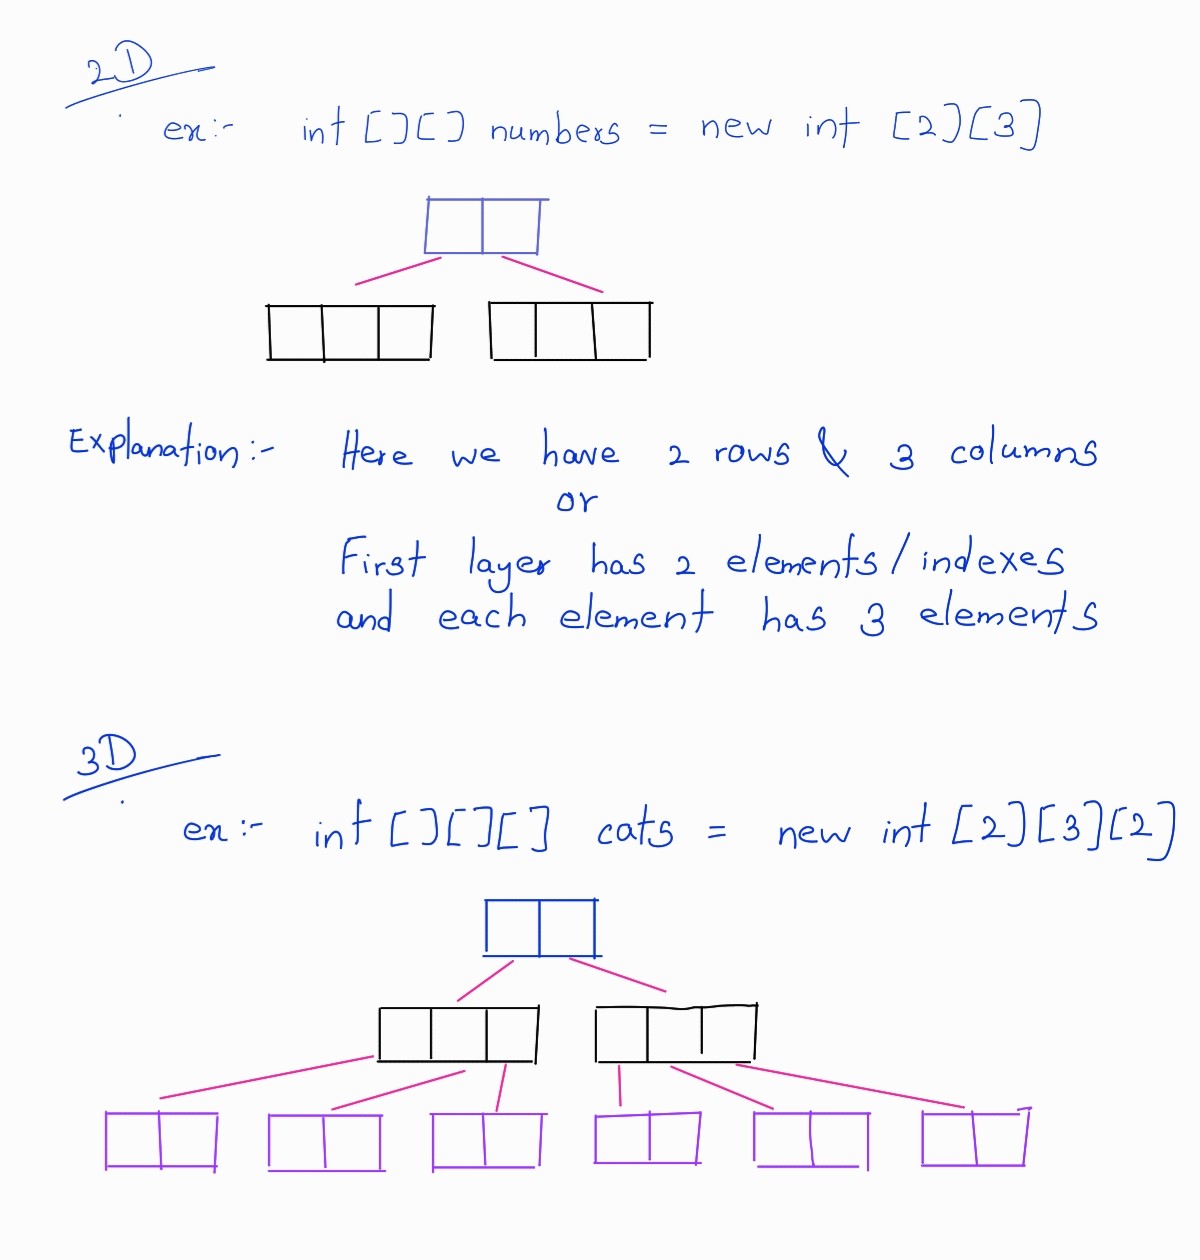 2D
ex:- int [][] numbers = new int [2][3]
Explanation:- Here we have 2 rows & 3 columns
or
First layer has 2 elements/indexes
and each element has 3 elements
3D
ex:- int [][][] cats = new int [2][3][2]